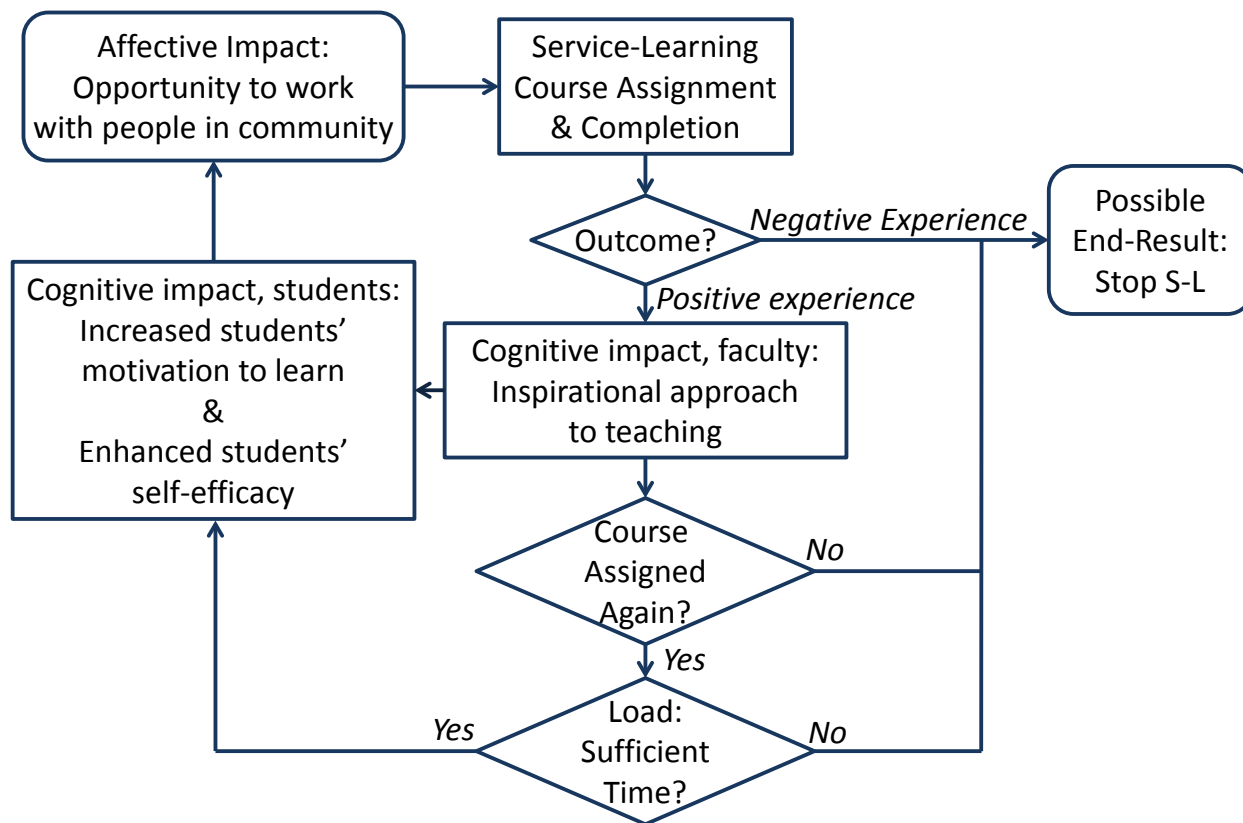 Affective Impact:
Opportunity to work
with people in community
Service-Learning
Course Assignment
& Completion
Outcome?
Negative Experience
Possible
End-Result:
Stop S-L
Positive experience
Cognitive impact, students:
Increased students’
motivation to learn
&
Enhanced students’
self-efficacy
Cognitive impact, faculty:
Inspirational approach
to teaching
Course
Assigned
Again?
No
Yes
Load:
Sufficient
Time?
Yes
No